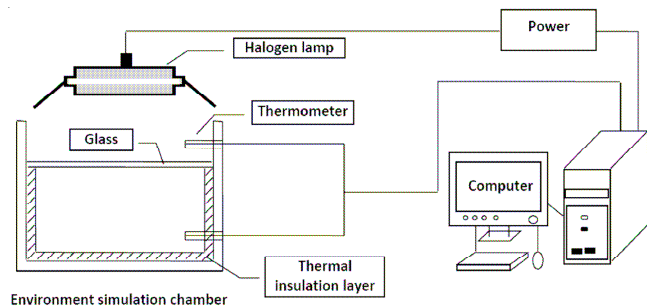 Power
Halogen lamp
Thermometer
Glass
Computer
Thermal
insulation layer
Environment simulation chamber